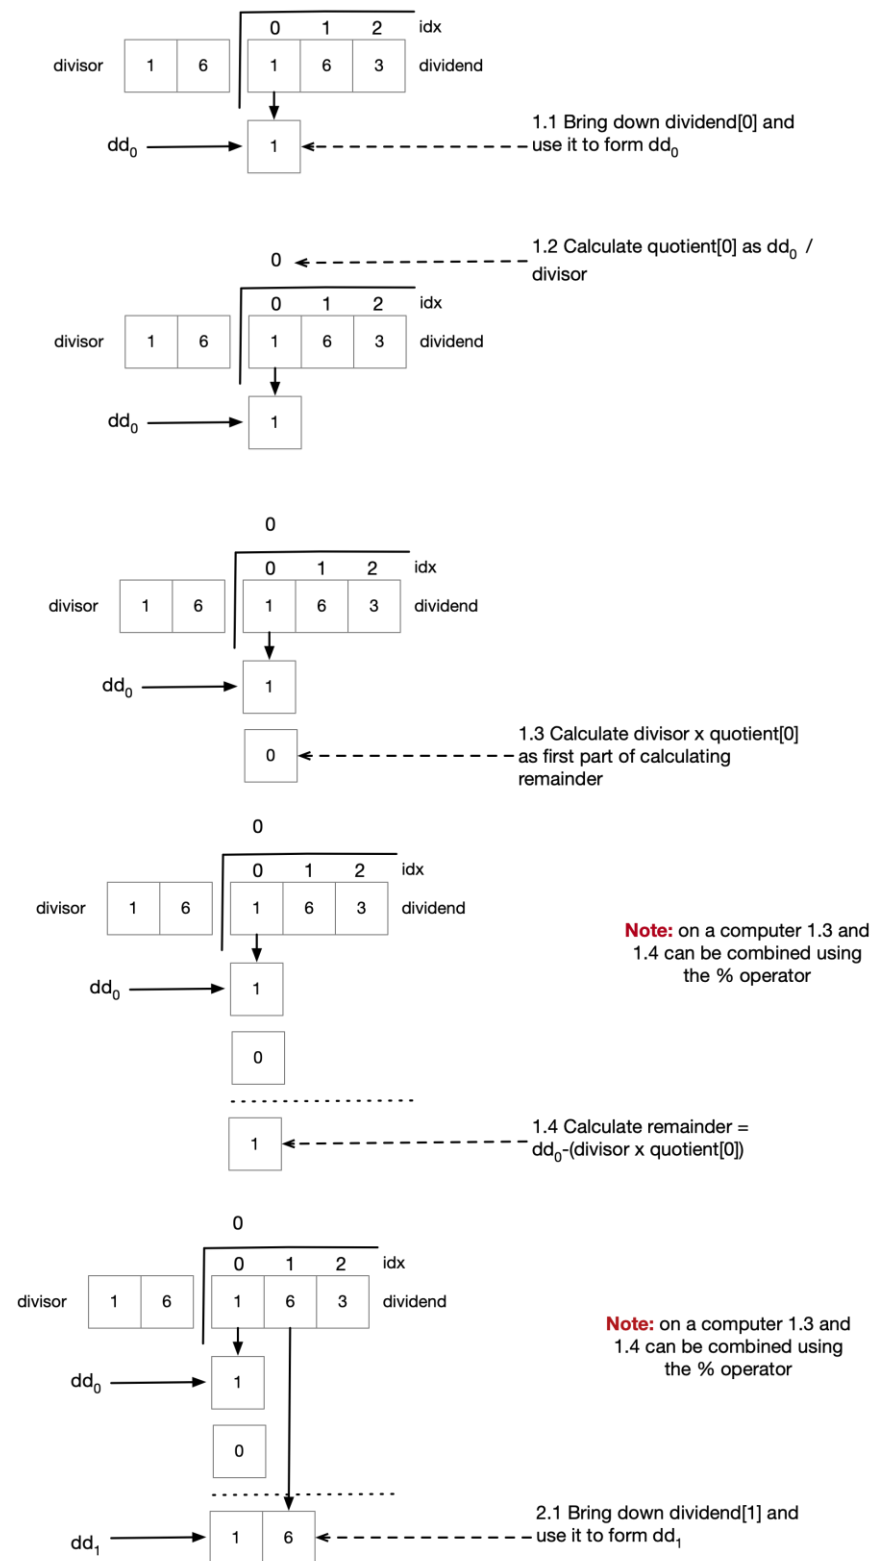 0 1 2 idx
divisor 1 6 1 6 3 dividend
1.1 Bring down dividend[0] and
dd0 1 use it to form dd0
1.2 Calculate quotient[0] as dd0 /
0
divisor
0 1 2 idx
divisor 1 6 1 6 3 dividend
dd0 1
0
0 1 2 idx
divisor 1 6 1 6 3 dividend
dd0 1
1.3 Calculate divisor x quotient[0]
0 as first part of calculating
remainder
0
0 1 2 idx
divisor 1 6 1 6 3 dividend
Note: on a computer 1.3 and
1.4 can be combined using
the % operator
dd0 1
0
1.4 Calculate remainder =
1 dd0-(divisor x quotient[0])
0
0 1 2 idx
divisor 1 6 1 6 3 dividend
Note: on a computer 1.3 and
1.4 can be combined using
the % operator
dd0 1
0
2.1 Bring down dividend[1] and
dd1 1 6 use it to form dd1